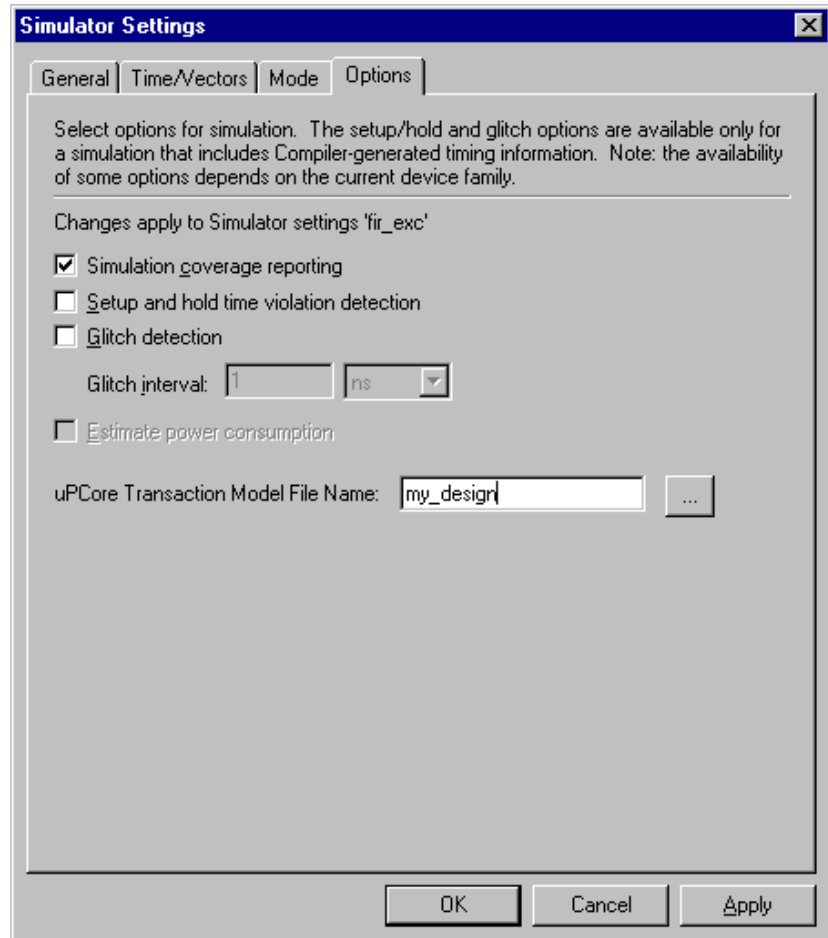 Simulator Settings
General Time/Vectors Mode Options
Select options for simulation. The setup/hold and glitch options are available only for
a simulation that includes Compiler-generated timing information. Note: the availability
of some options depends on the current device family.
Changes apply to Simulator settings 'fir_exc'
Simulation coverage reporting
Setup and hold time violation detection
Glitch detection
Glitch interval: 1 ns
Estimate power consumption
uPCore Transaction Model File Name: my_design ...
OK Cancel Apply